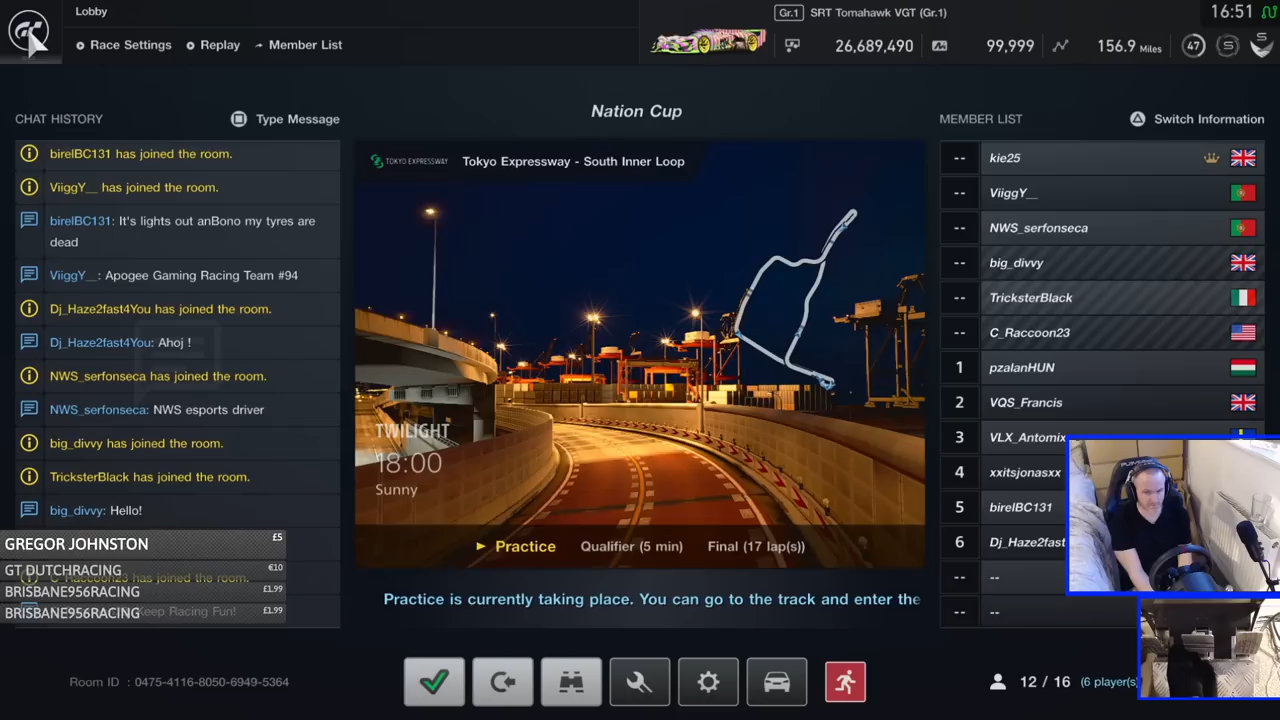 Lobby
Race Settings
Replay
Member List
Gr.1
SRT Tomahawk VGT (Gr.1)
16:51
26,689,490
99,999
156.9 Miles
47
S
S
CHAT HISTORY
Type Message
birelBC131 has joined the room.
ViiggY__ has joined the room.
birelBC131: It's lights out anBono my tyres are
dead
ViiggY__: Apogee Gaming Racing Team #94
Dj_Haze2fast4You has joined the room.
Dj_Haze2fast4You: Ahoj !
NWS_serfonseca has joined the room.
NWS_serfonseca: NWS esports driver
big_divvy has joined the room.
TricksterBlack has joined the room.
big_divvy: Hello!
GREGOR JOHNSTON £5
GT DUTCHRACING €10
has joined the room.
BRISBANE956RACING £1.99
BRISBANE956RACING £1.99
Keep Racing Fun!
Room ID : 0475-4116-8050-6949-5364
Nation Cup
TOKYO EXPRESSWAY
Tokyo Expressway - South Inner Loop
TWILIGHT
18:00
Sunny
Practice
Qualifier (5 min)
Final (17 lap(s))
Practice is currently taking place. You can go to the track and enter the
MEMBER LIST
Switch Information
-- kie25
-- ViiggY__
-- NWS_serfonseca
-- big_divvy
-- TricksterBlack
-- C_Raccoon23
1 pzalanHUN
2 VQS_Francis
3 VLX_Antomix
4 xxitsjonasxx
5 birelBC131
6 Dj_Haze2fast
-- --
-- --
12 / 16
(6 player(s)